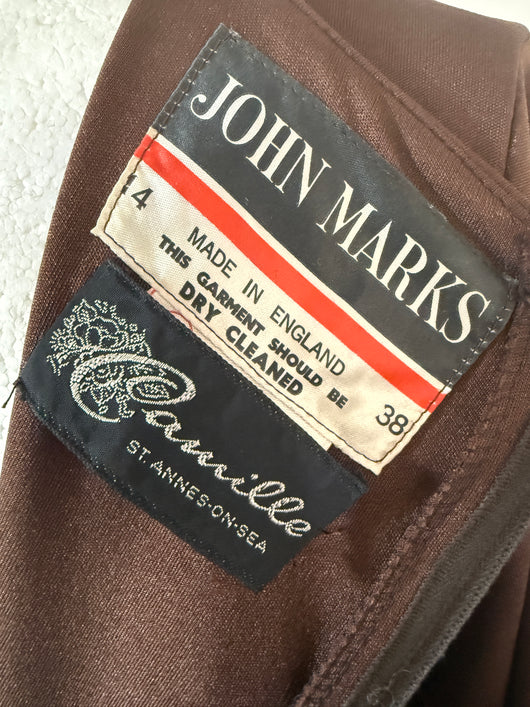 JOHN MARKS
14
MADE IN ENGLAND
THIS GARMENT SHOULD BE
DRY CLEANED
38
Camille
ST. ANNES-ON-SEA